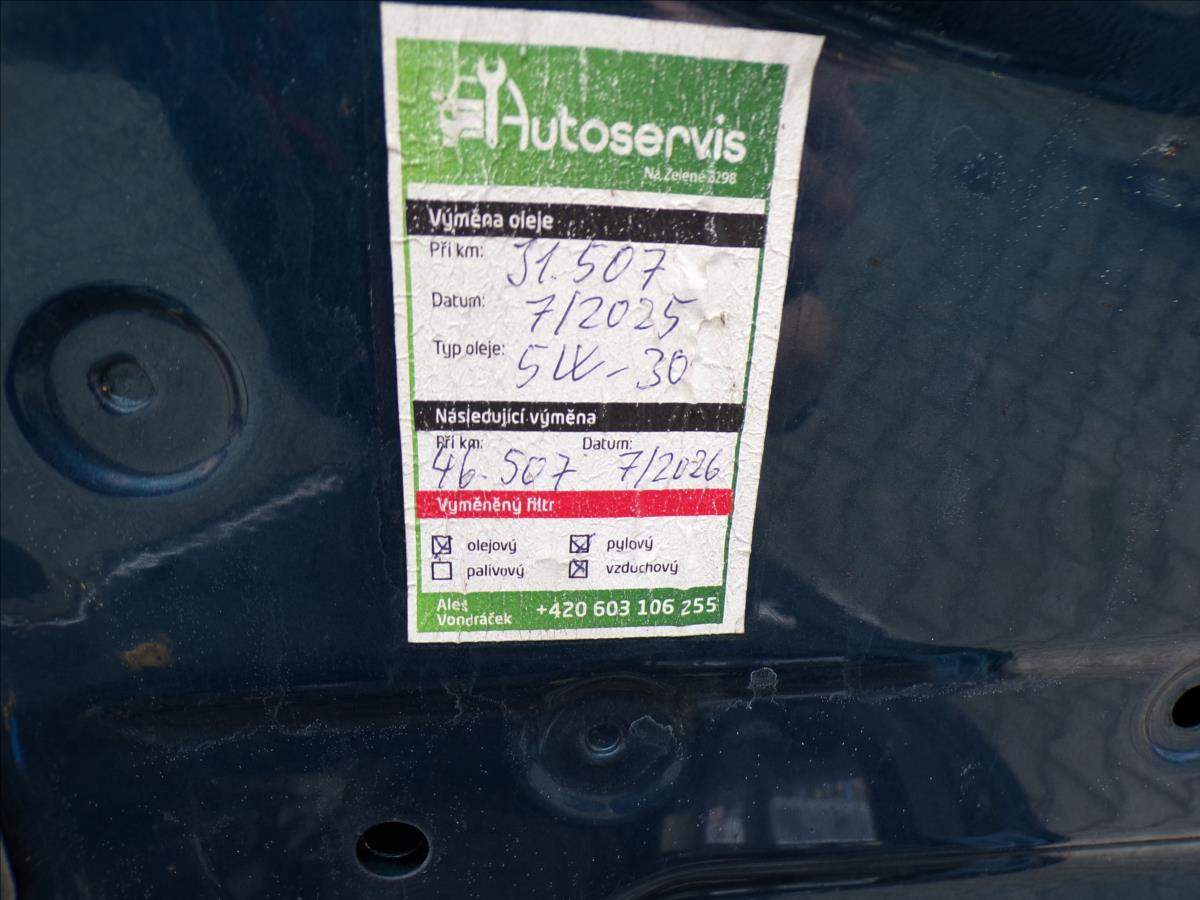 Autoservis
Na Zelené 3298
Výměna oleje
Při km: 31.507
Datum: 7/2025
Typ oleje: 5W-30
Následující výměna
Při km: Datum:
46.507 7/2026
Vyměněný filtr
olejový pylový
palivový vzduchový
Aleš +420 603 106 255
Vondráček